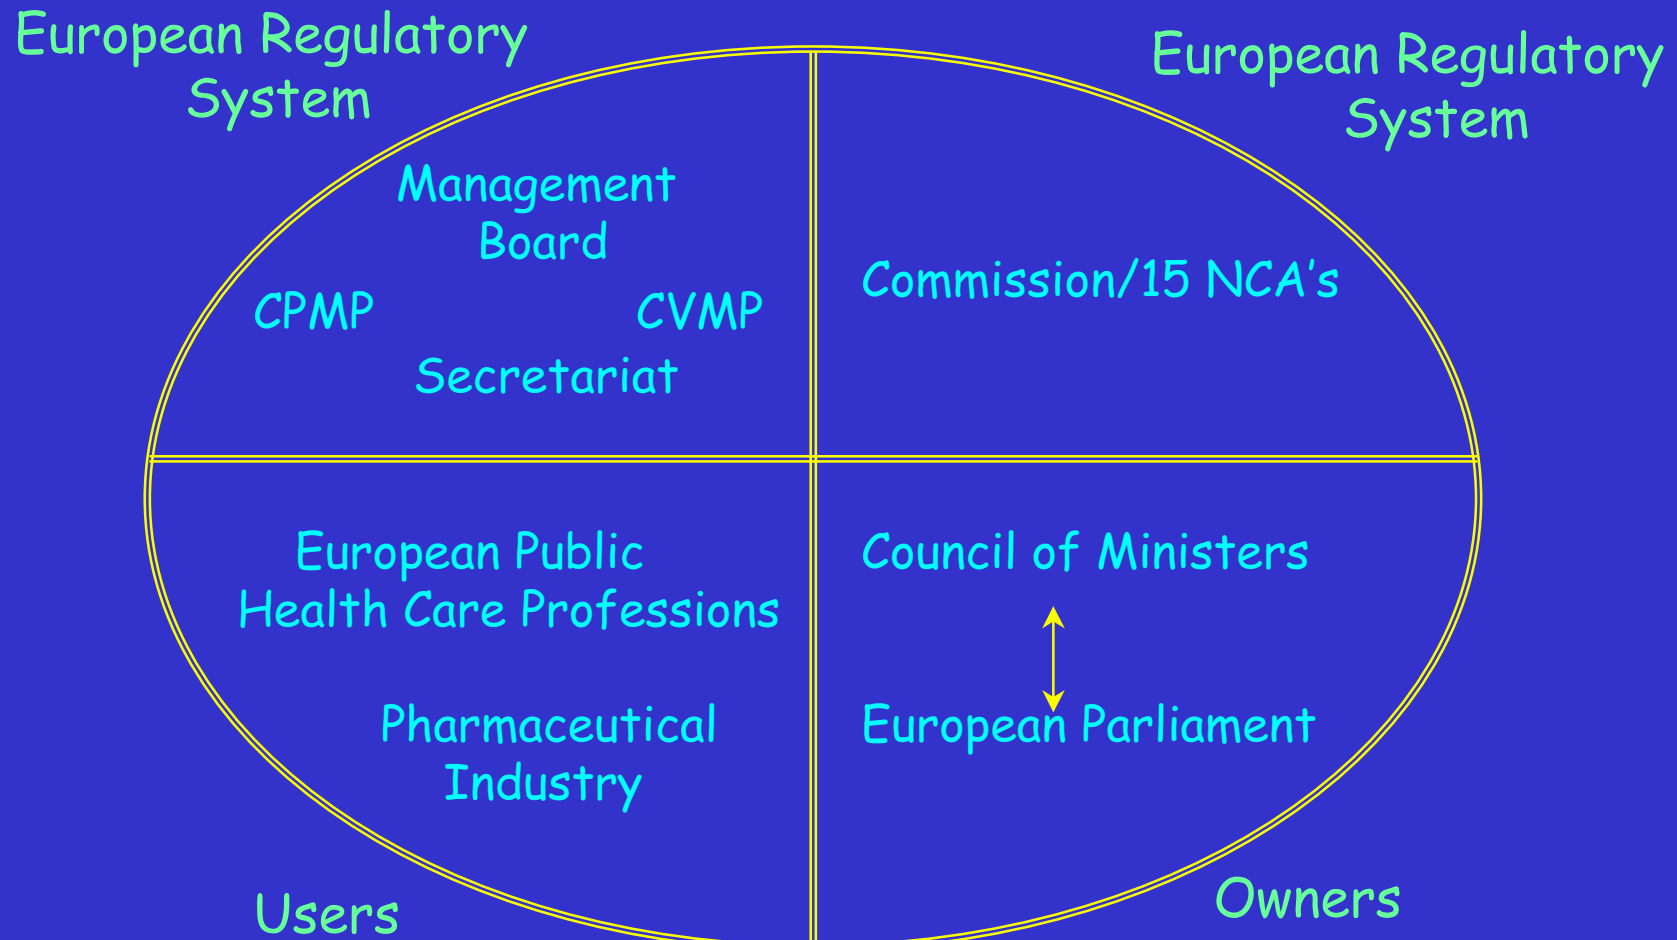 European Regulatory
System
European Regulatory
System
Management
Board
CPMP
CVMP
Secretariat
Commission/15 NCA's
European Public
Health Care Professions
Pharmaceutical
Industry
Council of Ministers
European Parliament
Users
Owners